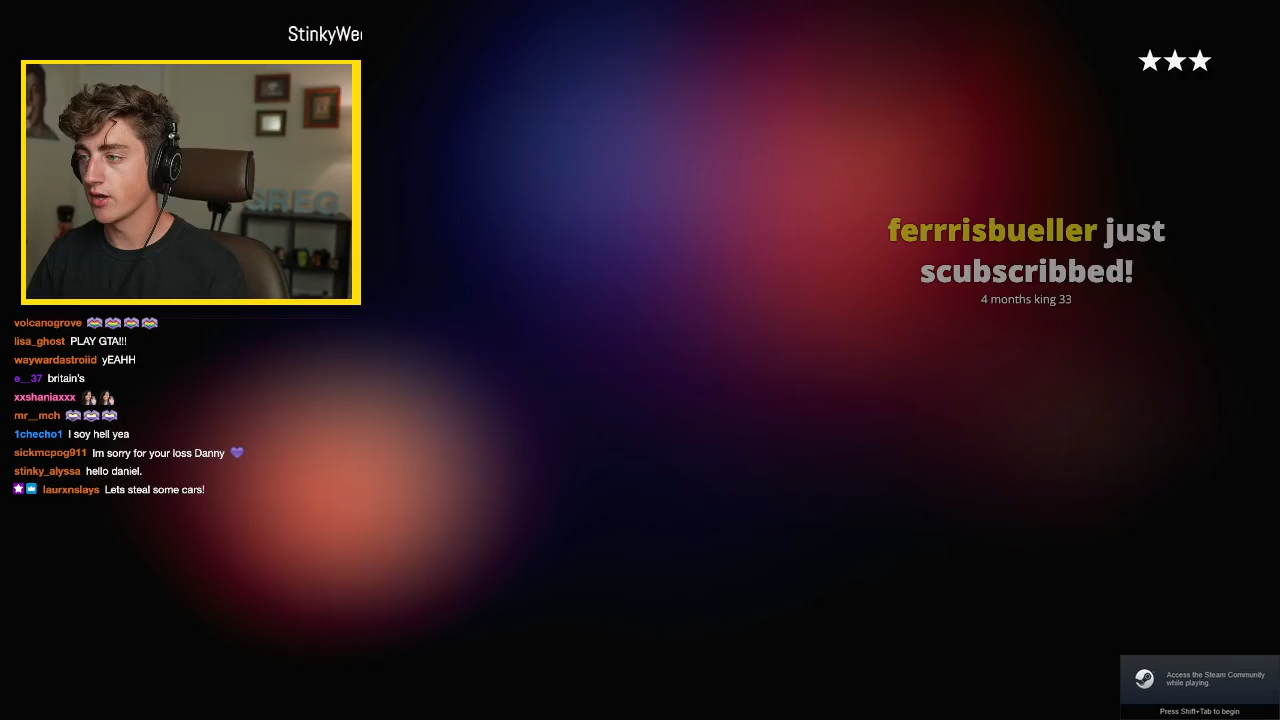 StinkyWee
GREG
ferrrisbueller just
scubscribbed!
4 months king 33
volcanogrove
lisa_ghost PLAY GTA!!!
waywardastroiid yEAHH
e__37 britain's
xxshaniaxxx
mr__mch
1checho1 I soy hell yea
sickmcpog911 Im sorry for your loss Danny 💜
stinky_alyssa hello daniel.
laurxnslays Lets steal some cars!
Access the Steam Community
while playing.
Press Shift+Tab to begin